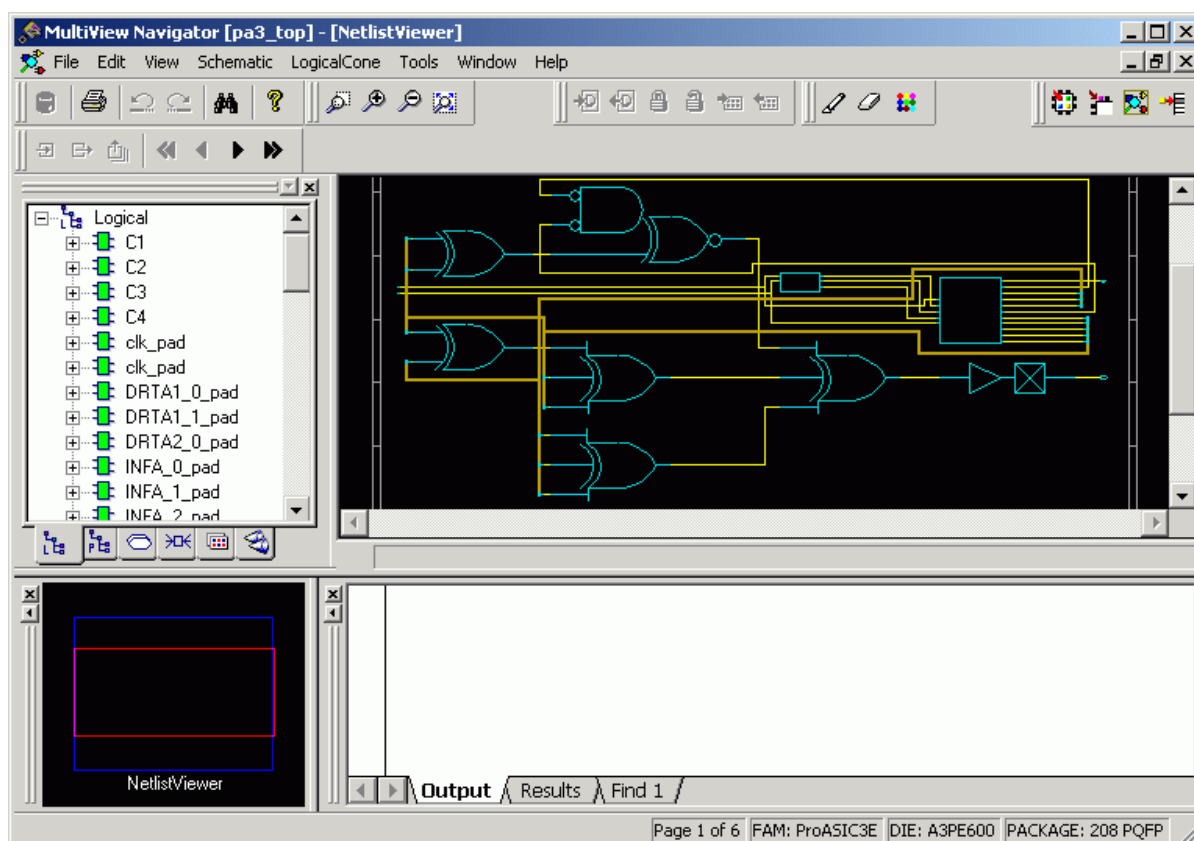 MultiView Navigator [pa3_top] - [NetlistViewer]
File Edit View Schematic LogicalCone Tools Window Help
Logical
C1
C2
C3
C4
clk_pad
clk_pad
DRTA1_0_pad
DRTA1_1_pad
DRTA2_0_pad
INFA_0_pad
INFA_1_pad
INFA_2_pad
NetlistViewer
Output Results Find 1
Page 1 of 6 FAM: ProASIC3E DIE: A3PE600 PACKAGE: 208 PQFP